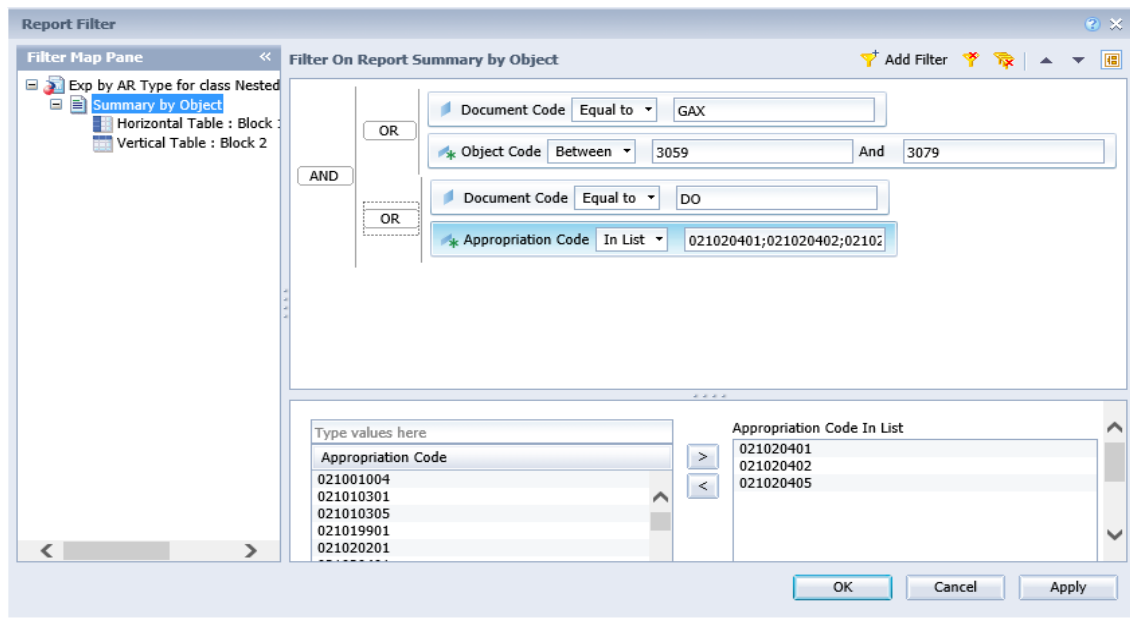 Report Filter
Filter Map Pane «
Exp by AR Type for class Nested
Summary by Object
Horizontal Table : Block
Vertical Table : Block 2
Filter On Report Summary by Object
Add Filter
AND
OR
Document Code Equal to GAX
Object Code Between 3059 And 3079
OR
Document Code Equal to DO
Appropriation Code In List 021020401;021020402;02102
Type values here
Appropriation Code
021001004
021010301
021010305
021019901
021020201
>
<
Appropriation Code In List
021020401
021020402
021020405
OK Cancel Apply